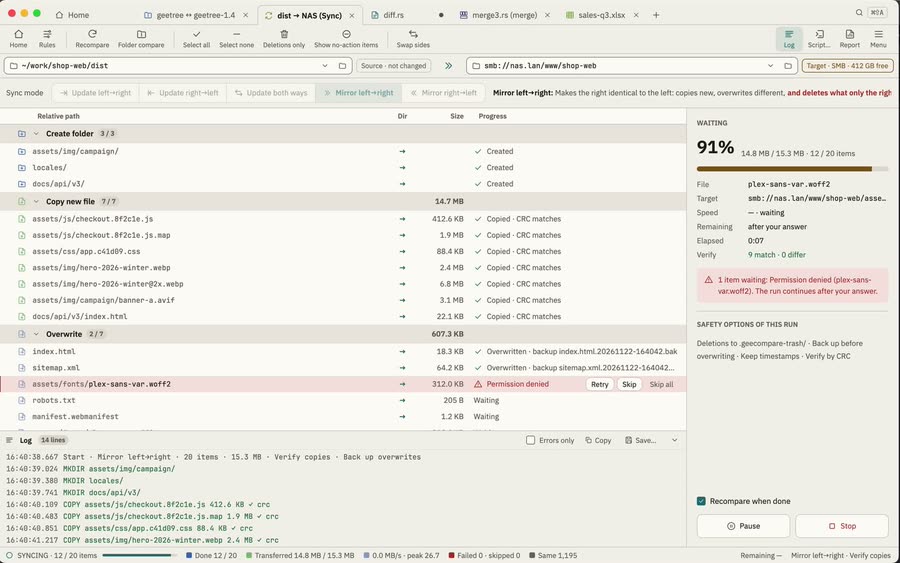 Home
geetree ↔ geetree-1.4 ×
dist → NAS (Sync) ×
diff.rs
merge3.rs (merge) ×
sales-q3.xlsx ×
+
⌘⇧A
Home
Rules
Recompare
Folder compare
Select all
Select none
Deletions only
Show no-action items
Swap sides
Log
Script...
Report
Menu
~/work/shop-web/dist
Source · not changed
smb://nas.lan/www/shop-web
Target · 5MB · 412 GB free
Sync mode
Update left→right
Update right→left
Update both ways
Mirror left→right
Mirror right→left
Mirror left→right: Makes the right identical to the left: copies new, overwrites different, and deletes what only the righ
Relative path Dir Size Progress
Create folder 3 / 3
assets/img/campaign/ → ✓ Created
locales/ → ✓ Created
docs/api/v3/ → ✓ Created
Copy new file 7 / 7 14.7 MB
assets/js/checkout.8f2c1e.js → 412.6 KB ✓ Copied · CRC matches
assets/js/checkout.8f2c1e.js.map → 1.9 MB ✓ Copied · CRC matches
assets/css/app.c41d09.css → 88.4 KB ✓ Copied · CRC matches
assets/img/hero-2026-winter.webp → 2.4 MB ✓ Copied · CRC matches
assets/img/hero-2026-winter@2x.webp → 6.8 MB ✓ Copied · CRC matches
assets/img/campaign/banner-a.avif → 3.1 MB ✓ Copied · CRC matches
docs/api/v3/index.html → 22.1 KB ✓ Copied · CRC matches
Overwrite 2 / 7 607.3 KB
index.html → 18.3 KB ✓ Overwritten · backup index.html.20261122-164042.bak
sitemap.xml → 64.2 KB ✓ Overwritten · backup sitemap.xml.20261122-164042...
assets/fonts/plex-sans-var.woff2 → 312.0 KB Permission denied Retry Skip Skip all
robots.txt → 205 B Waiting
manifest.webmanifest → 1.2 KB Waiting
WAITING
91% 14.8 MB / 15.3 MB · 12 / 20 items
File plex-sans-var.woff2
Target smb://nas.lan/www/shop-web/asse…
Speed — · waiting
Remaining after your answer
Elapsed 0:07
Verify 9 match · 0 differ
1 item waiting: Permission denied (plex-sans-
var.woff2). The run continues after your answer.
SAFETY OPTIONS OF THIS RUN
Deletions to .geecompare-trash/ · Back up before
overwriting · Keep timestamps · Verify by CRC
Recompare when done
Pause
Stop
Log 14 lines
Errors only
Copy
Save...
16:40:38.667 Start · Mirror left→right · 20 items · 15.3 MB · Verify copies · Back up overwrites
16:40:39.024 MKDIR assets/img/campaign/
16:40:39.380 MKDIR locales/
16:40:39.741 MKDIR docs/api/v3/
16:40:40.109 COPY assets/js/checkout.8f2c1e.js 412.6 KB ✓ crc
16:40:40.483 COPY assets/js/checkout.8f2c1e.js.map 1.9 MB ✓ crc
16:40:40.851 COPY assets/css/app.c41d09.css 88.4 KB ✓ crc
16:40:41.217 COPY assets/img/hero-2026-winter.webp 2.4 MB ✓ crc
SYNCING · 12 / 20 items
Done 12 / 20
Transferred 14.8 MB / 15.3 MB
0.0 MB/s · peak 26.7
Failed 0 · skipped 0
Same 1,195
Remaining —
Mirror left→right · Verify copies